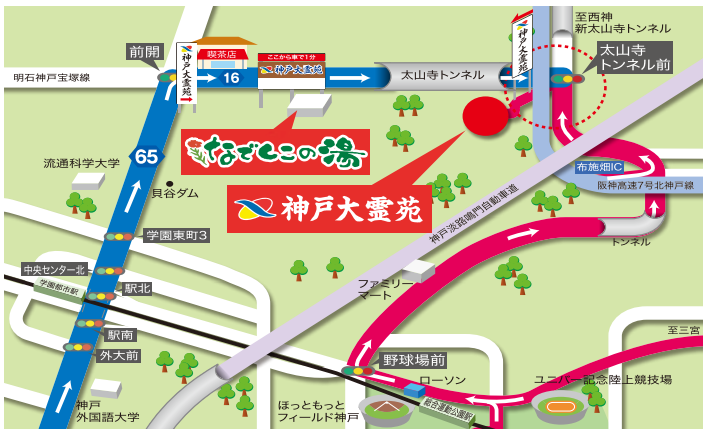 至西神
新太山寺トンネル
前開
神戸大霊苑
喫茶店
ここから車で1分
神戸大霊苑
神戸大霊苑
太山寺
トンネル前
明石神戸宝塚線
16
太山寺トンネル
なでしこの湯
65
流通科学大学
貝谷ダム
神戸大霊苑
布施畑IC
阪神高速7号北神戸線
神戸淡路鳴門自動車道
トンネル
学園東町3
中央センター北
学園都市駅
駅北
駅南
外大前
ファミリー
マート
至三宮
野球場前
ローソン
ユニバー記念陸上競技場
神戸
外国語大学
ほっともっと
フィールド神戸
総合運動公園駅